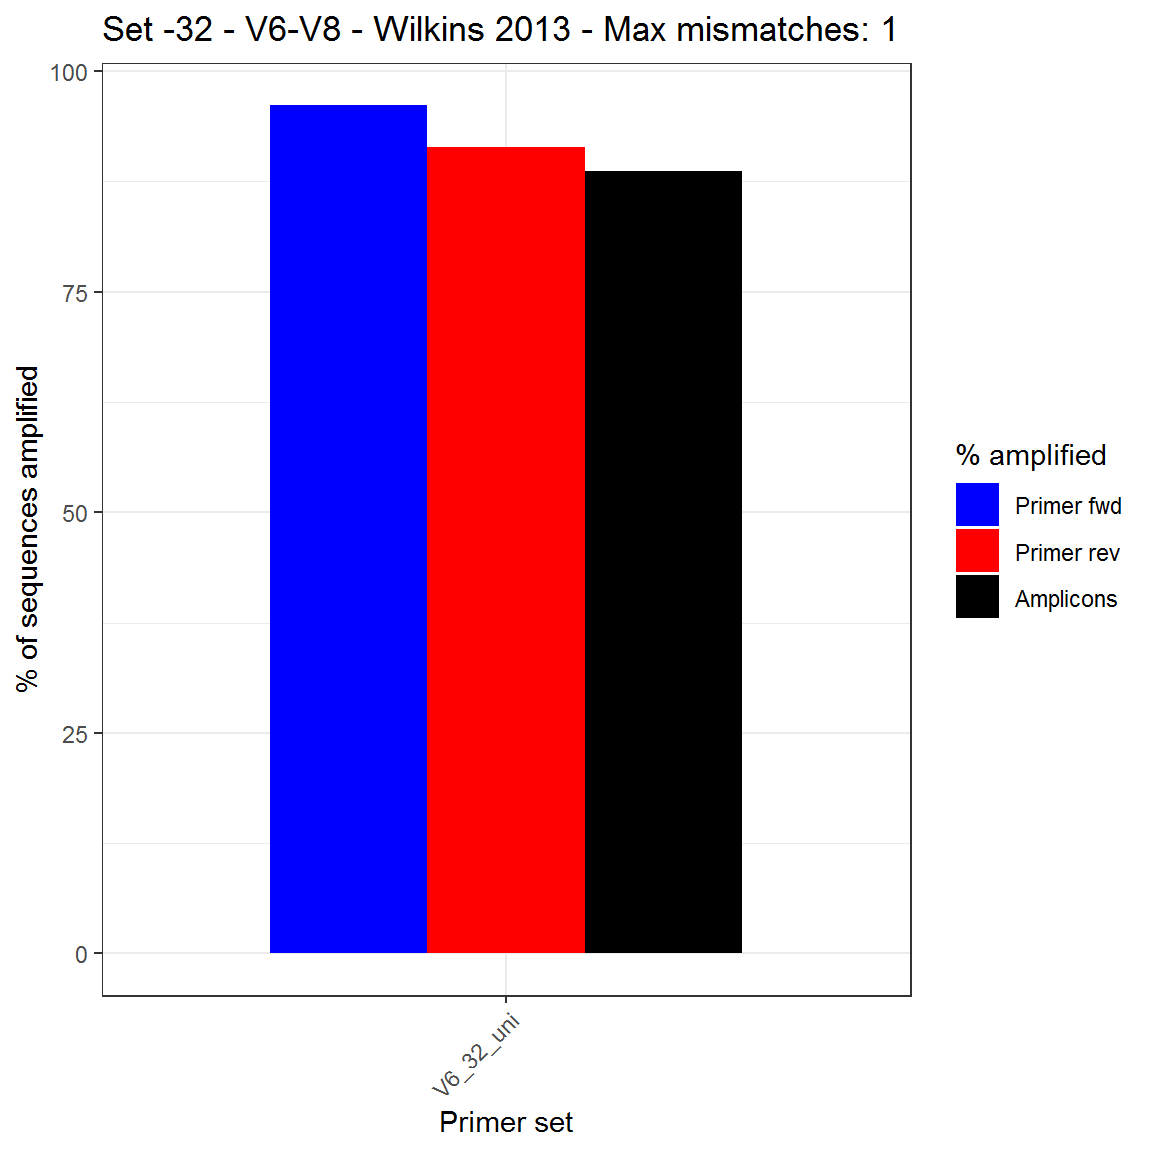 Set -32 - V6-V8 - Wilkins 2013 - Max mismatches: 1
100
75
50
25
0
% of sequences amplified
V6_32_uni
Primer set
% amplified
Primer fwd
Primer rev
Amplicons